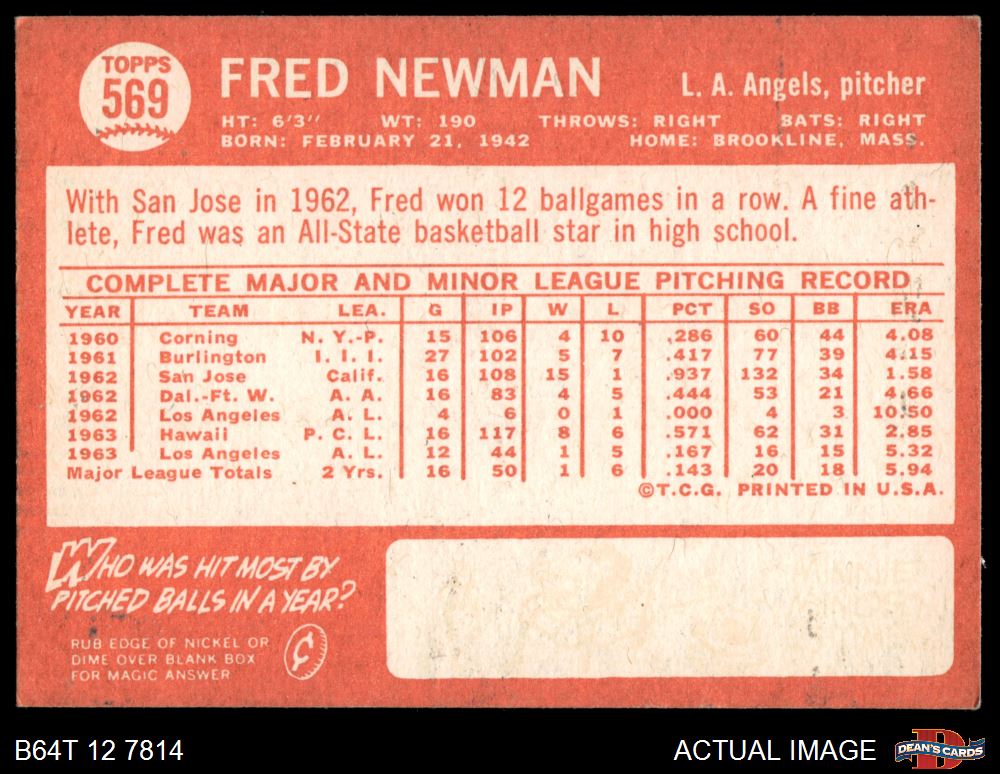 TOPPS
569
FRED NEWMAN
L. A. Angels, pitcher
HT: 6'3'' WT: 190 THROWS: RIGHT BATS: RIGHT
BORN: FEBRUARY 21, 1942 HOME: BROOKLINE, MASS.
With San Jose in 1962, Fred won 12 ballgames in a row. A fine ath-
lete, Fred was an All-State basketball star in high school.
COMPLETE MAJOR AND MINOR LEAGUE PITCHING RECORD
YEAR TEAM LEA. G IP W L PCT SO BB ERA
1960 Corning N. Y.-P. 15 106 4 10 .286 60 44 4.08
1961 Burlington I. I. I. 27 102 5 7 .417 77 39 4.15
1962 San Jose Calif. 16 108 15 1 .937 132 34 1.58
1962 Dal.-Ft. W. A. A. 16 83 4 5 .444 53 21 4.66
1962 Los Angeles A. L. 4 6 0 1 .000 4 3 10.50
1963 Hawaii P. C. L. 16 117 8 6 .571 62 31 2.85
1963 Los Angeles A. L. 12 44 1 5 .167 16 15 5.32
Major League Totals 2 Yrs. 16 50 1 6 .143 20 18 5.94
©T.C.G. PRINTED IN U.S.A.
WHO WAS HIT MOST BY
PITCHED BALLS IN A YEAR?
RUB EDGE OF NICKEL OR
DIME OVER BLANK BOX
FOR MAGIC ANSWER
¢
B64T 12 7814
ACTUAL IMAGE
D
DEAN'S CARDS